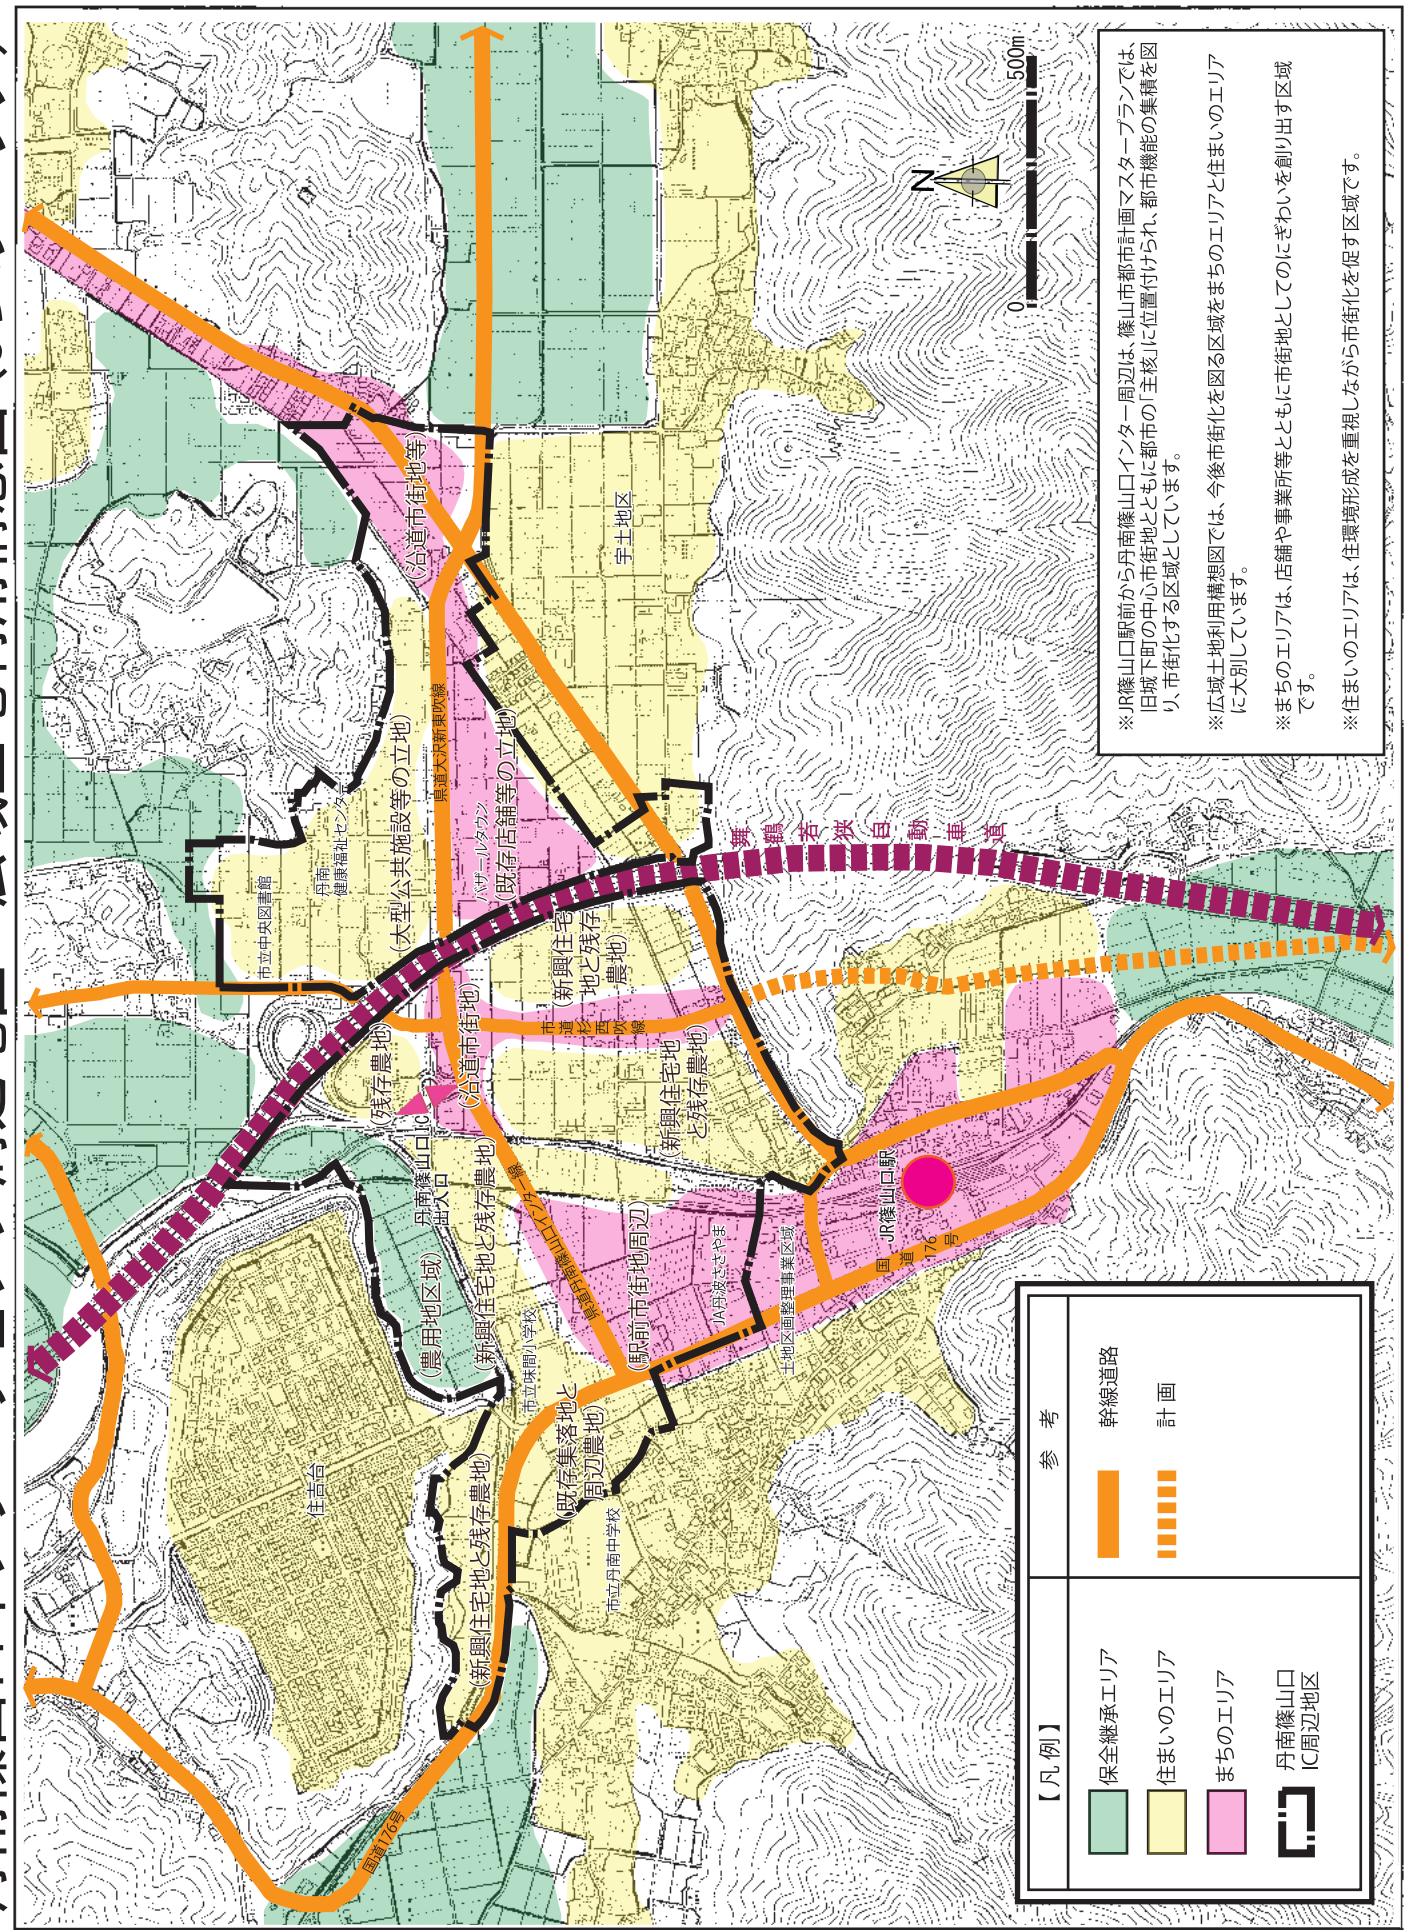 ※JR篠山口駅前から丹南篠山口インター周辺は、篠山市都市計画マスタープランでは、
旧城下町の中心市街地とともに都市の「主核」に位置付けられ、都市機能の集積を図
り、市街化する区域としています。
※広域土地利用構想図では、今後市街化を図る区域をまちのエリアと住まいのエリア
に大別しています。
※まちのエリアは、店舗や事業所等とともに市街地としてのにぎわいを創り出す区域
です。
※住まいのエリアは、住環境形成を重視しながら市街化を促す区域です。
N
0
500m
(沿道市街地等)
宇土地区
県道大沢新東吹線
(大型公共施設等の立地)
バザールタウン
(既存店舗等の立地)
丹南
健康福祉センター
市立中央図書館
舞鶴若狭自動車道
(新興住宅
地と残存
農地)
市道杉西吹線
(残存農地)
(沿道市街地)
(新興住宅地
と残存農地)
丹南篠山口IC
出入口
(農用地区域)
(新興住宅地と残存農地)
県道丹南篠山口インター線
市立味間小学校
(駅前市街地周辺)
JA丹波ささやま
土地区画整理事業区域
JR篠山口駅
国道176号
住吉台
(既存集落地と
周辺農地)
(新興住宅地と残存農地)
市立丹南中学校
国道176号
【凡例】
保全継承エリア
住まいのエリア
まちのエリア
丹南篠山口
IC周辺地区
参考
幹線道路
計画